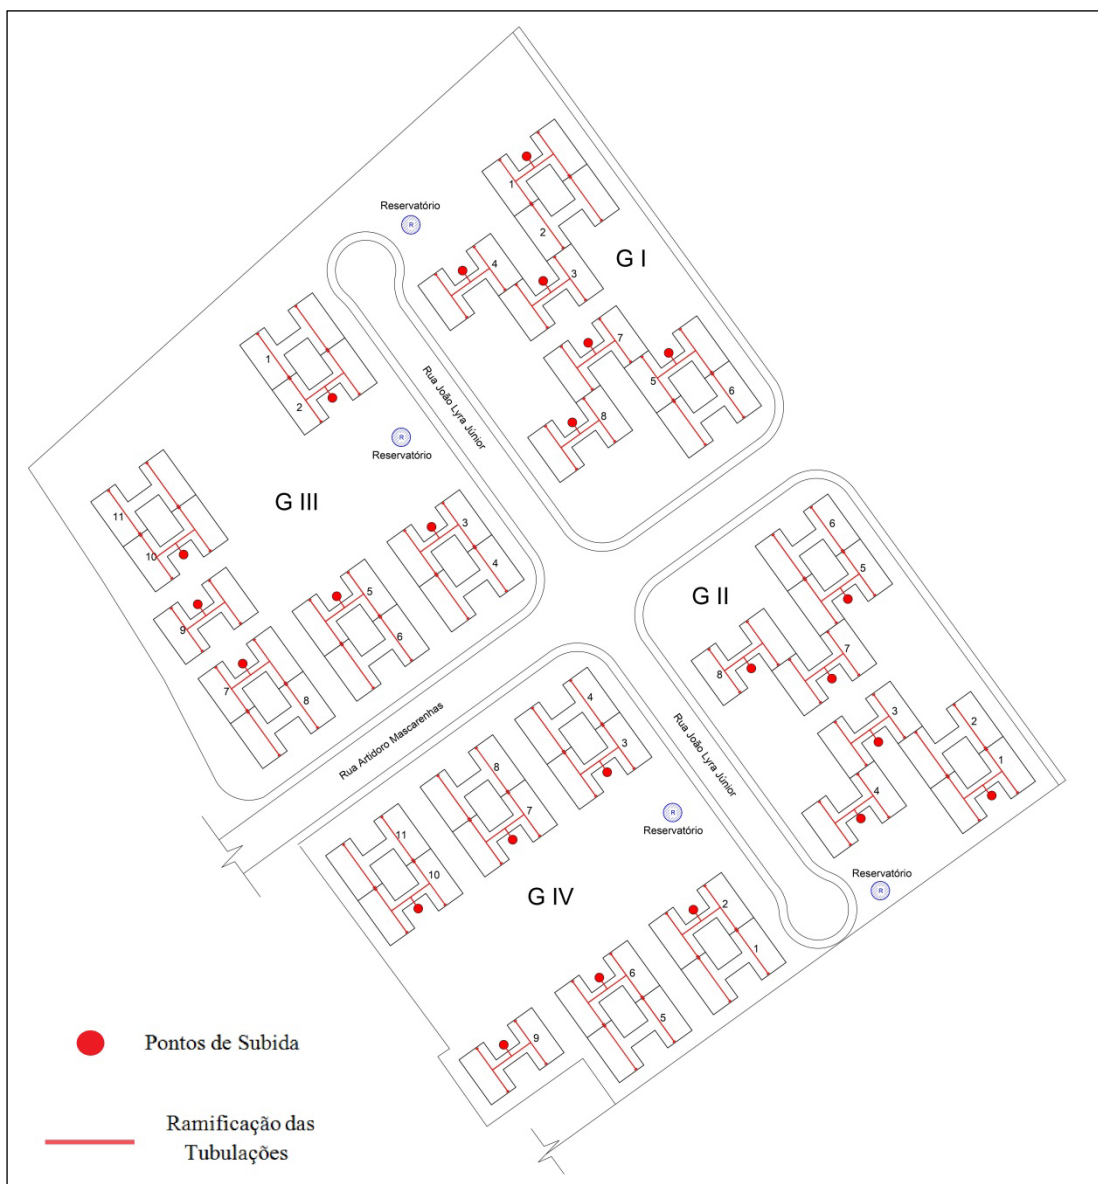 1
Reservatório
R
2
G I
4
3
7
5
6
8
Rua João Lyra Júnior
1
2
Reservatório
R
G III
11
10
3
4
5
6
9
7
8
Rua Artidoro Mascarenhas
6
5
G II
7
8
3
2
1
4
Rua João Lyra Júnior
Reservatório
R
Reservatório
R
4
3
8
7
11
10
G IV
2
1
6
5
9
Pontos de Subida
Ramificação das
Tubulações